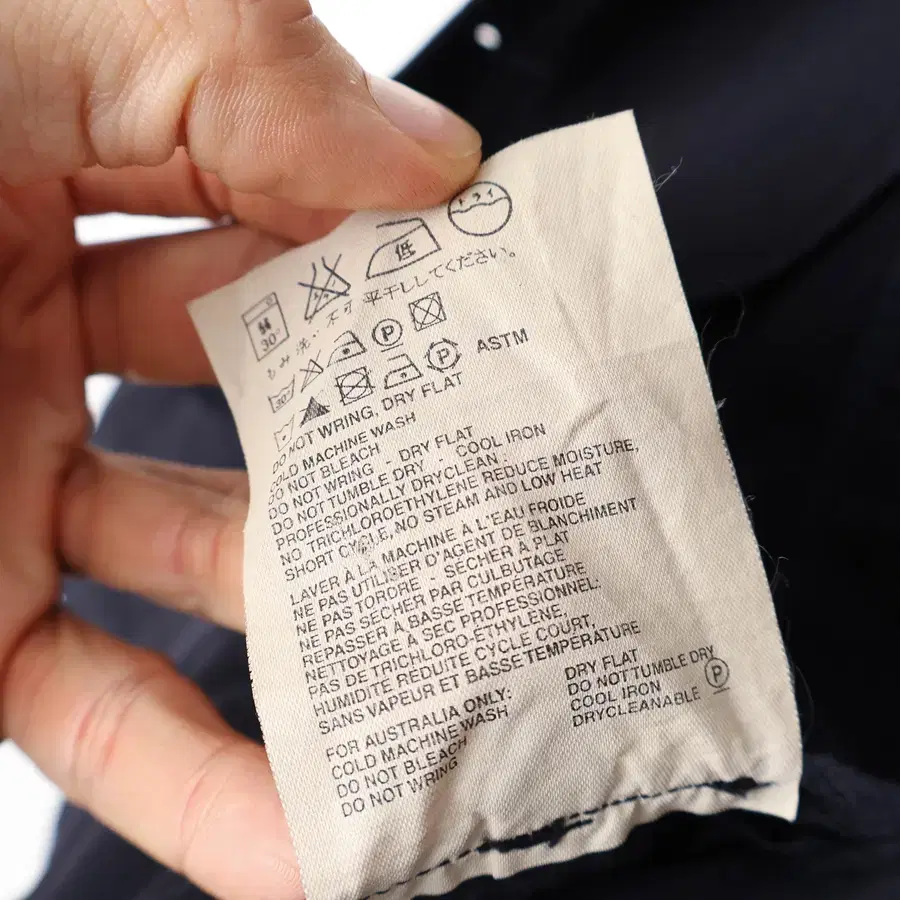 ドライ
低
弱
30°
もみ洗い不可 平干ししてください。
P
30°
P
ASTM
DO NOT WRING, DRY FLAT
COLD MACHINE WASH
DO NOT BLEACH
DO NOT WRING - DRY FLAT
DO NOT TUMBLE DRY - COOL IRON
PROFESSIONALLY DRYCLEAN
NO TRICHLOROETHYLENE REDUCE MOISTURE,
SHORT CYCLE, NO STEAM AND LOW HEAT
LAVER À LA MACHINE À L'EAU FROIDE
NE PAS UTILISER D'AGENT DE BLANCHIMENT
NE PAS TORDRE - SÉCHER À PLAT
NE PAS SÉCHER PAR CULBUTAGE
REPASSER À BASSE TEMPÉRATURE
NETTOYAGE À SEC PROFESSIONNEL:
PAS DE TRICHLORO-ETHYLÈNE,
HUMIDITÉ REDUITE CYCLE COURT,
SANS VAPEUR ET BASSE TEMPÉRATURE
FOR AUSTRALIA ONLY:
COLD MACHINE WASH
DO NOT BLEACH
DO NOT WRING
DRY FLAT
DO NOT TUMBLE DRY
COOL IRON
DRYCLEANABLE P